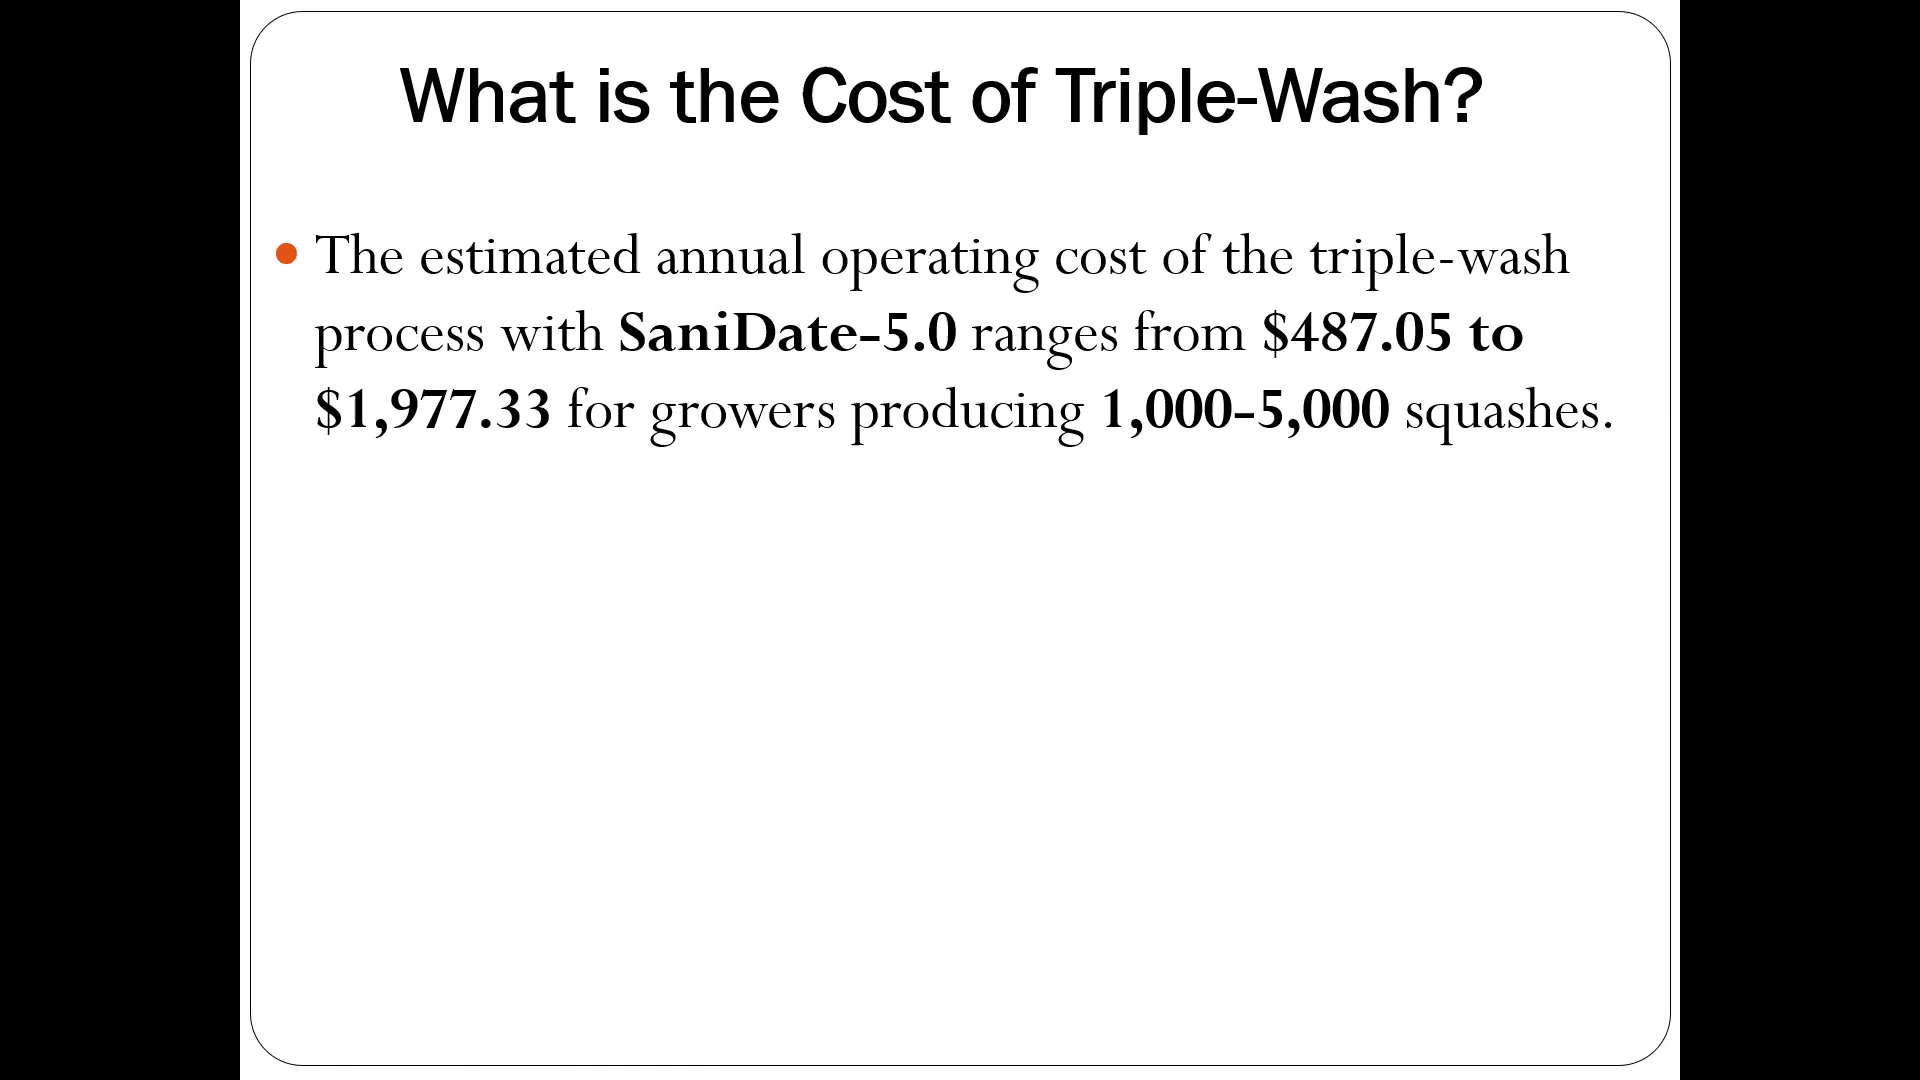 What is the Cost of Triple-Wash?
• The estimated annual operating cost of the triple-wash
process with SaniDate-5.0 ranges from $487.05 to
$1,977.33 for growers producing 1,000-5,000 squashes.